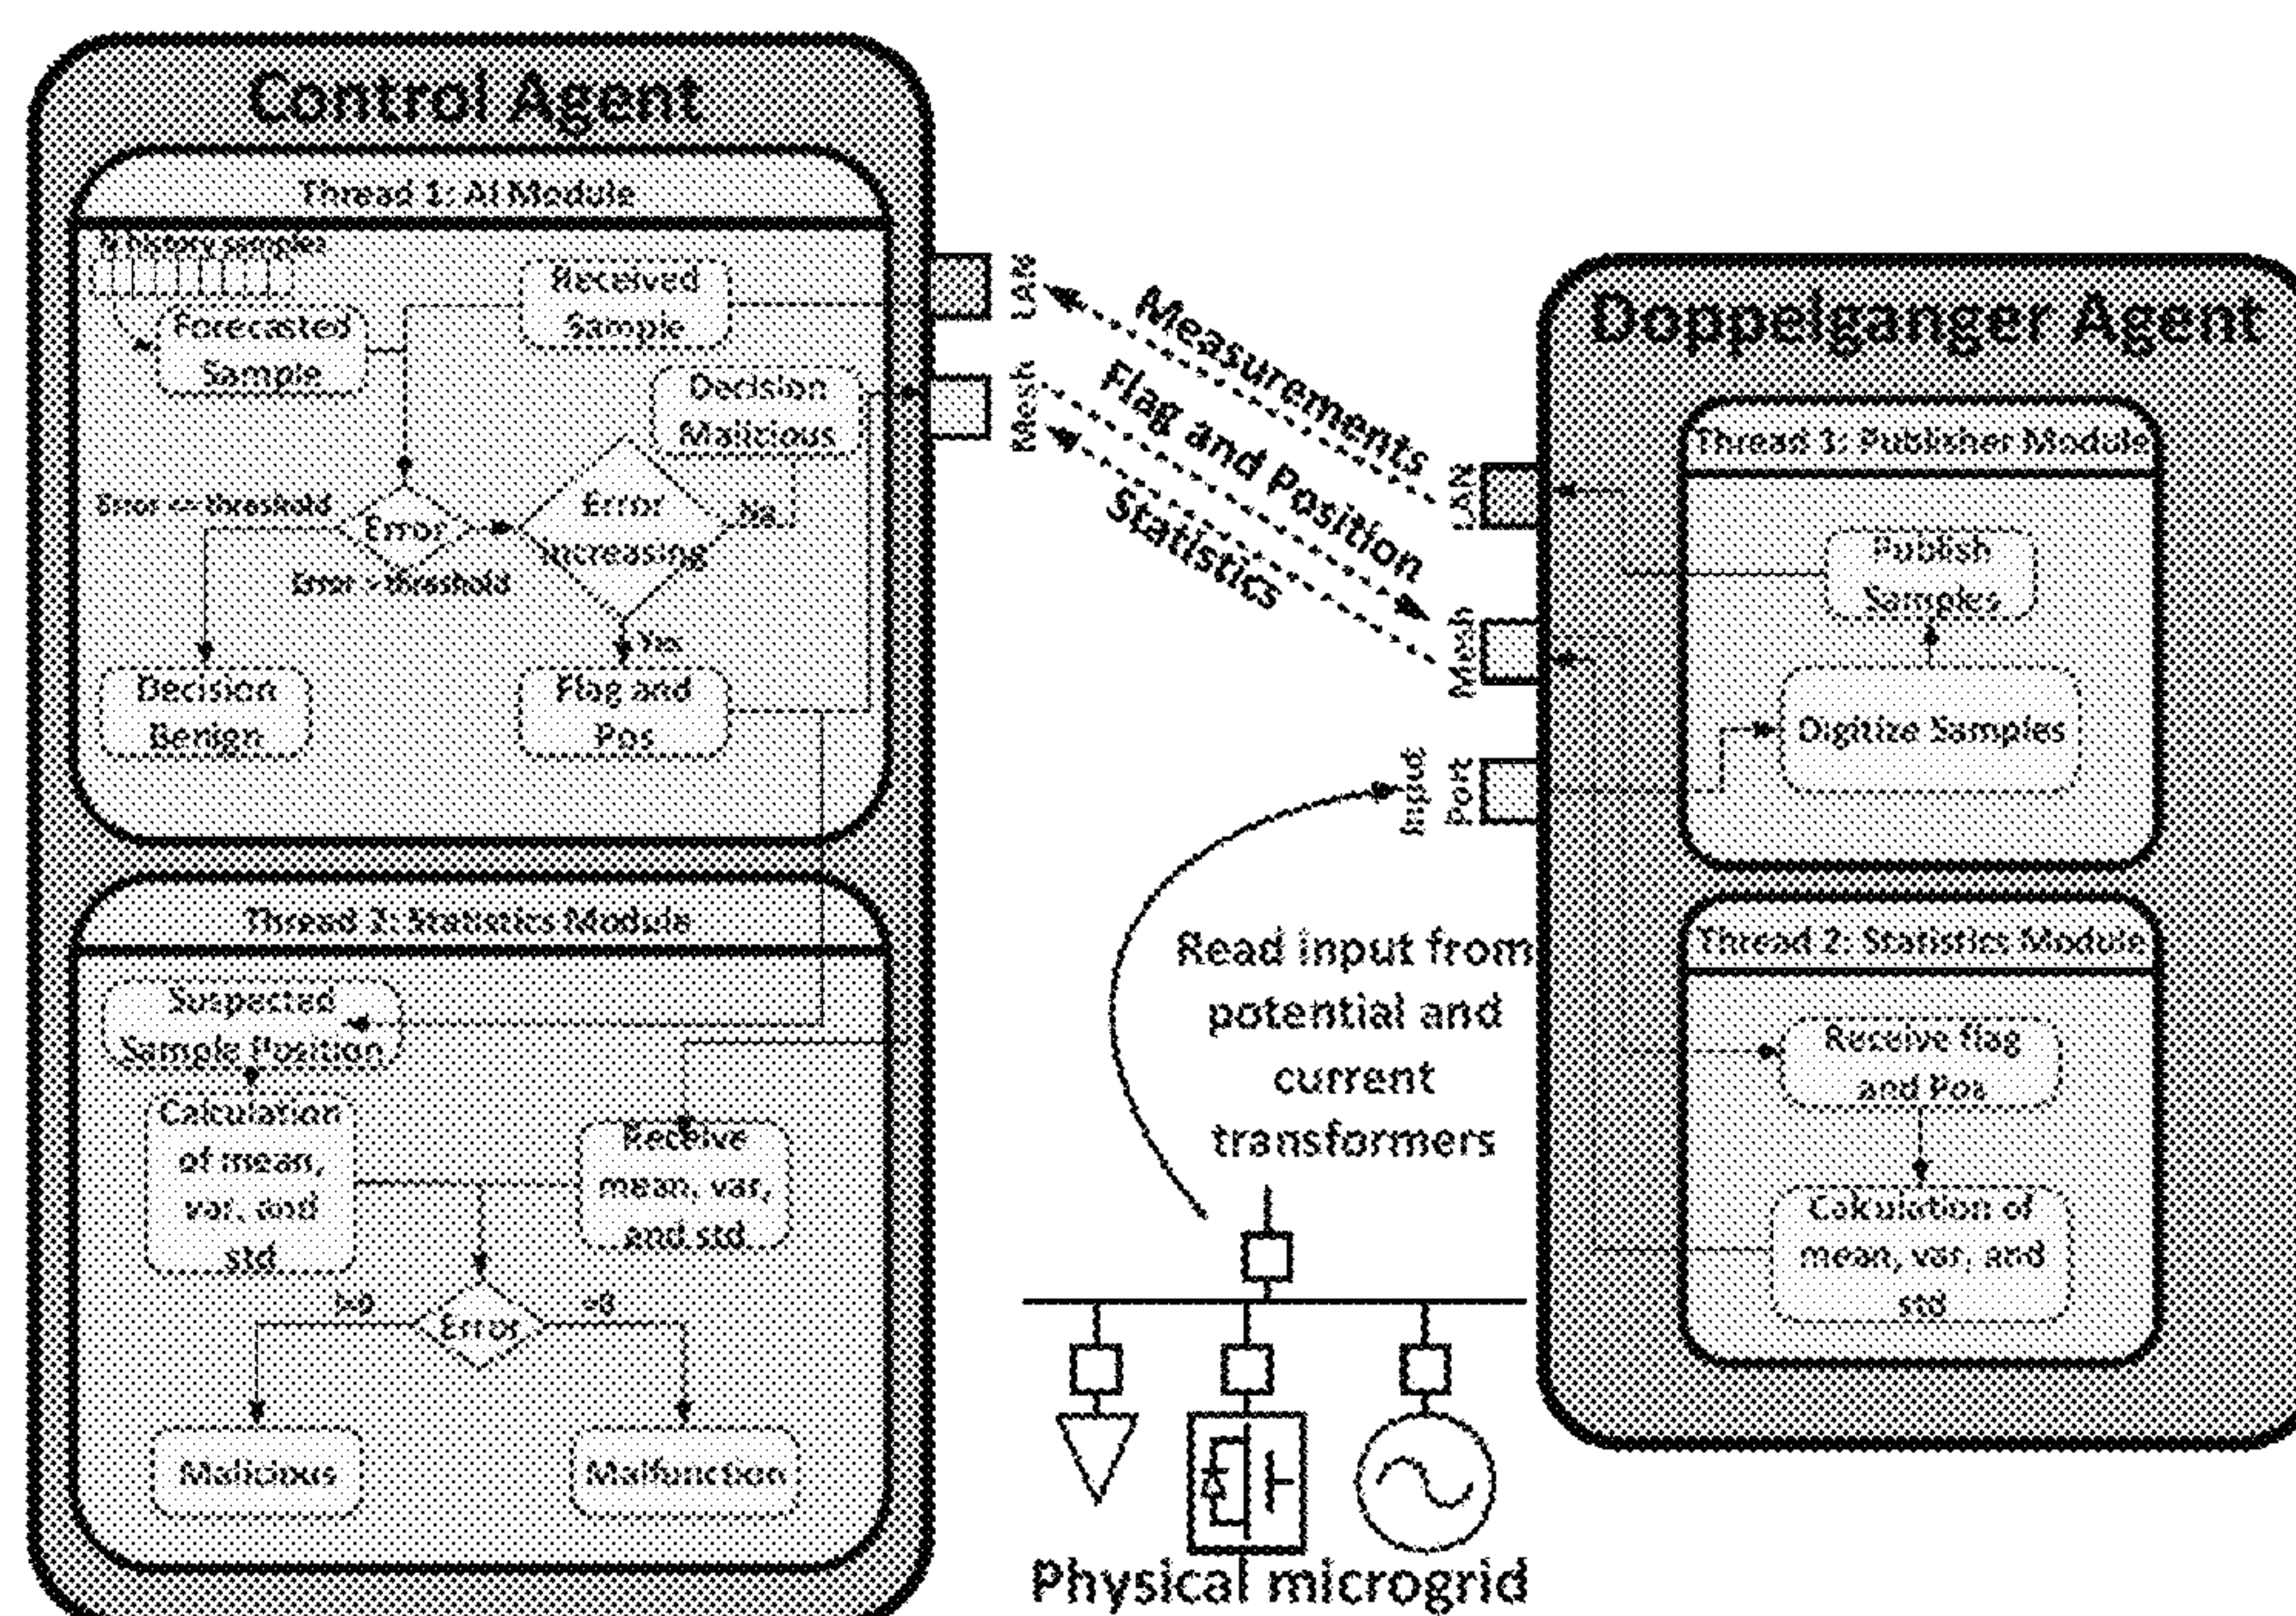 Control Agent
Thread 1: AI Module
N history samples
Received
Sample
Forecasted
Sample
Decision
Malicious
Error <= threshold
Error
Error
increasing
No
Error > threshold
Yes
Decision
Benign
Flag and
Pos
Thread 2: Statistics Module
Suspected
Sample Position
Calculation
of mean,
var, and
std
Receive
mean, var,
and std
!=0
Error
=0
Malicious
Malfunction
LAN
Mesh
Measurements
Flag and Position
Statistics
LAN
Mesh
Input
Port
Read input from
potential and
current
transformers
Physical microgrid
Doppelganger Agent
Thread 1: Publisher Module
Publish
Samples
Digitize Samples
Thread 2: Statistics Module
Receive flag
and Pos
Calculation of
mean, var, and
std